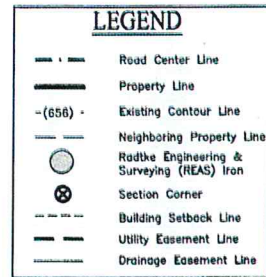 LEGEND
Road Center Line
Property Line
-(656)- Existing Contour Line
Neighboring Property Line
Radtke Engineering &
Surveying (REAS) Iron
Section Corner
Building Setback Line
Utility Easement Line
Drainage Easement Line